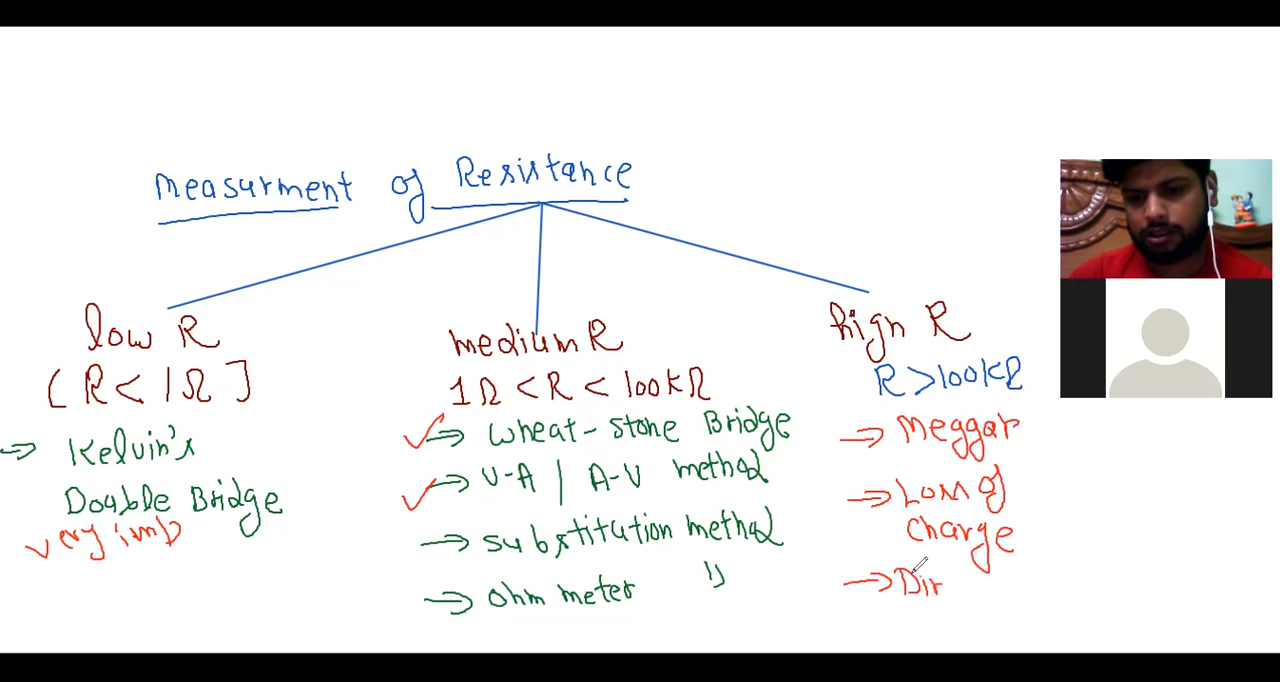 Measurment of Resistance
low R
(R < 1Ω]
→ Kelvin's
Double Bridge
very imp
medium R
1Ω < R < 100kΩ
✓→ Wheat-stone Bridge
✓→ V-A | A-V method
→ substitution method
→ ohm meter "
high R
R > 100kΩ
→ Meggar
→ Loss of
charge
→ Dir